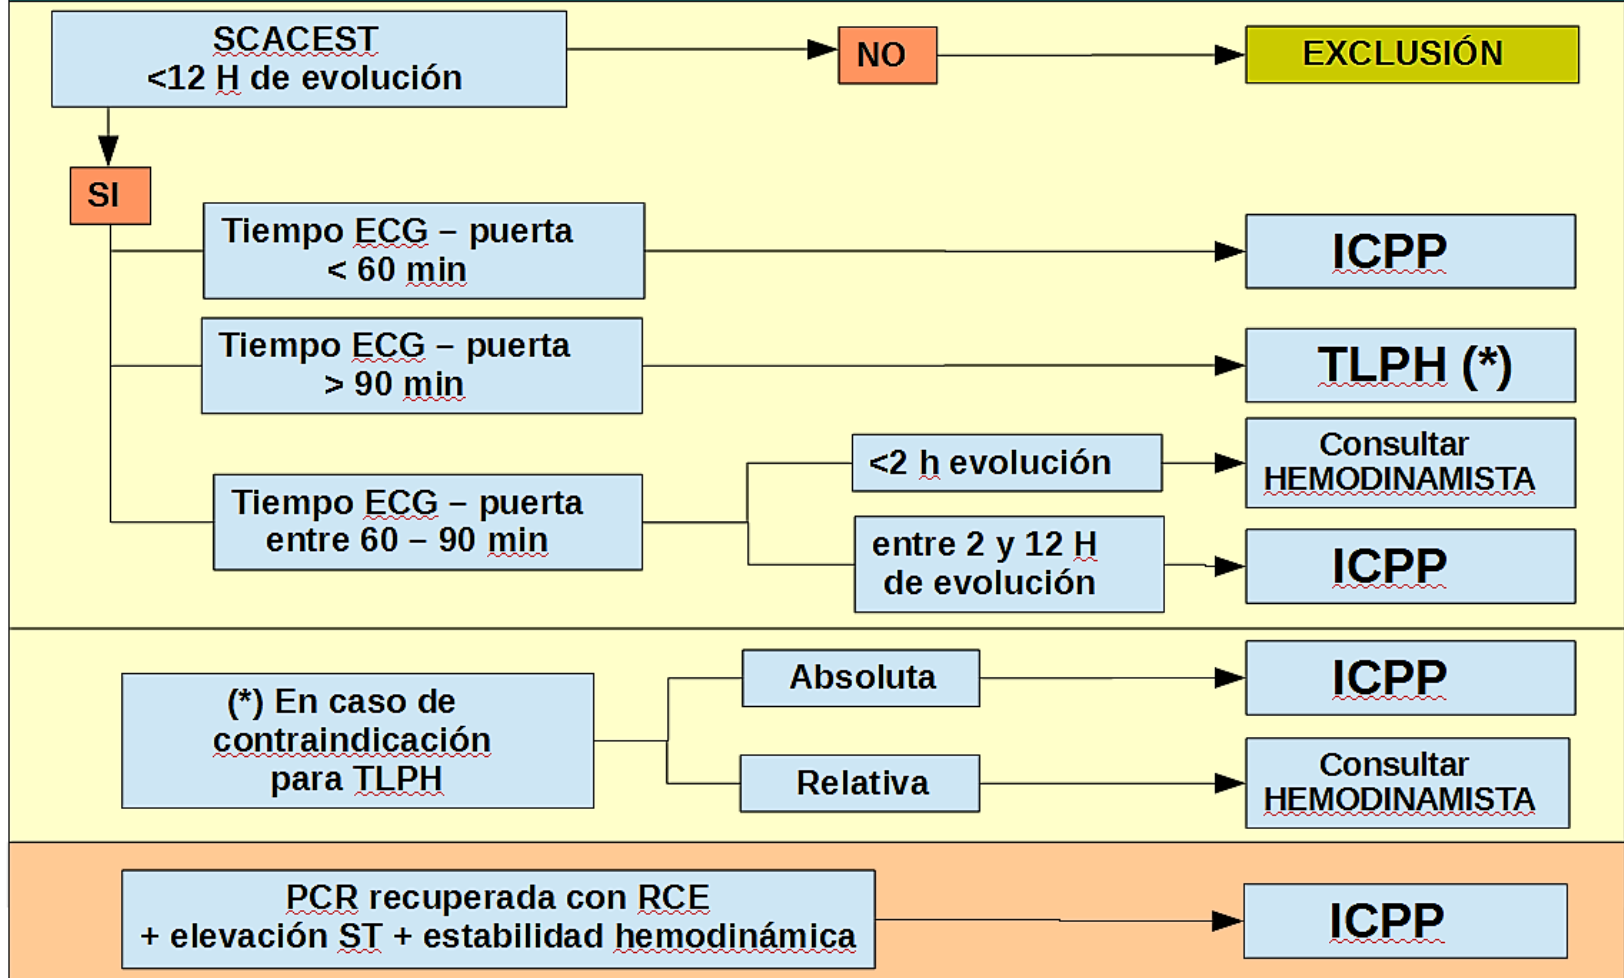 SCACEST
<12 H de evolución
NO
EXCLUSIÓN
SI
Tiempo ECG – puerta
< 60 min
ICPP
Tiempo ECG – puerta
> 90 min
TLPH (*)
Tiempo ECG – puerta
entre 60 – 90 min
<2 h evolución
Consultar
HEMODINAMISTA
entre 2 y 12 H
de evolución
ICPP
(*) En caso de
contraindicación
para TLPH
Absoluta
ICPP
Relativa
Consultar
HEMODINAMISTA
PCR recuperada con RCE
+ elevación ST + estabilidad hemodinámica
ICPP